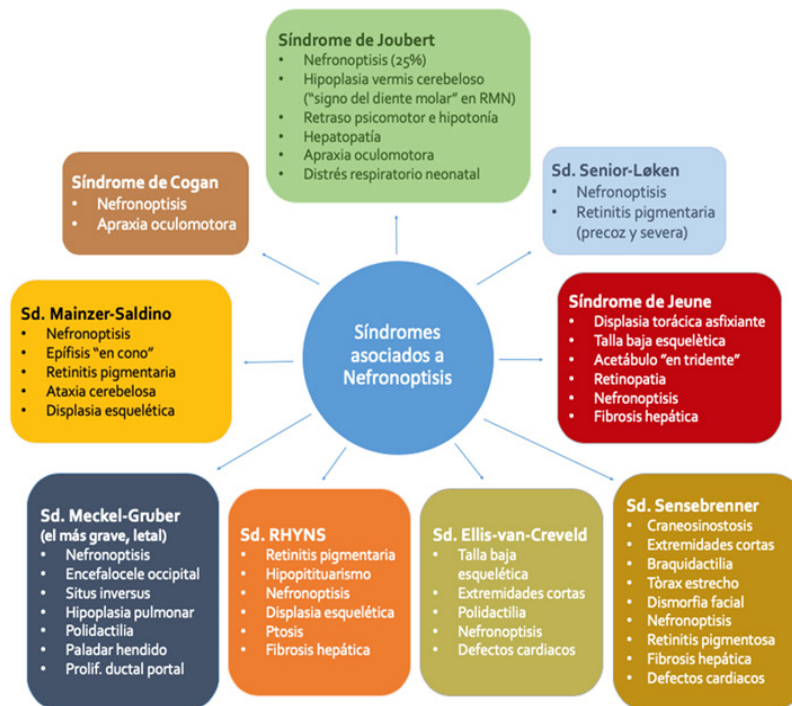 Síndrome de Joubert
• Nefronoptisis (25%)
• Hipoplasia vermis cerebeloso
("signo del diente molar" en RMN)
• Retraso psicomotor e hipotonía
• Hepatopatía
• Apraxia oculomotora
• Distrés respiratorio neonatal
Síndrome de Cogan
• Nefronoptisis
• Apraxia oculomotora
Sd. Senior-Løken
• Nefronoptisis
• Retinitis pigmentaria
(precoz y severa)
Sd. Mainzer-Saldino
• Nefronoptisis
• Epífisis "en cono"
• Retinitis pigmentaria
• Ataxia cerebelosa
• Displasia esquelética
Síndromes
asociados a
Nefronoptisis
Síndrome de Jeune
• Displasia torácica asfixiante
• Talla baja esquelètica
• Acetábulo "en tridente"
• Retinopatia
• Nefronoptisis
• Fibrosis hepática
Sd. Meckel-Gruber
(el más grave, letal)
• Nefronoptisis
• Encefalocele occipital
• Situs inversus
• Hipoplasia pulmonar
• Polidactilia
• Paladar hendido
• Prolif. ductal portal
Sd. RHYNS
• Retinitis pigmentaria
• Hipopitituarismo
• Nefronoptisis
• Displasia esquelética
• Ptosis
• Fibrosis hepática
Sd. Ellis-van-Creveld
• Talla baja
esquelética
• Extremidades cortas
• Polidactilia
• Nefronoptisis
• Defectos cardiacos
Sd. Sensebrenner
• Craneosinostosis
• Extremidades cortas
• Braquidactilia
• Tòrax estrecho
• Dismorfia facial
• Nefronoptisis
• Retinitis pigmentosa
• Fibrosis hepática
• Defectos cardiacos